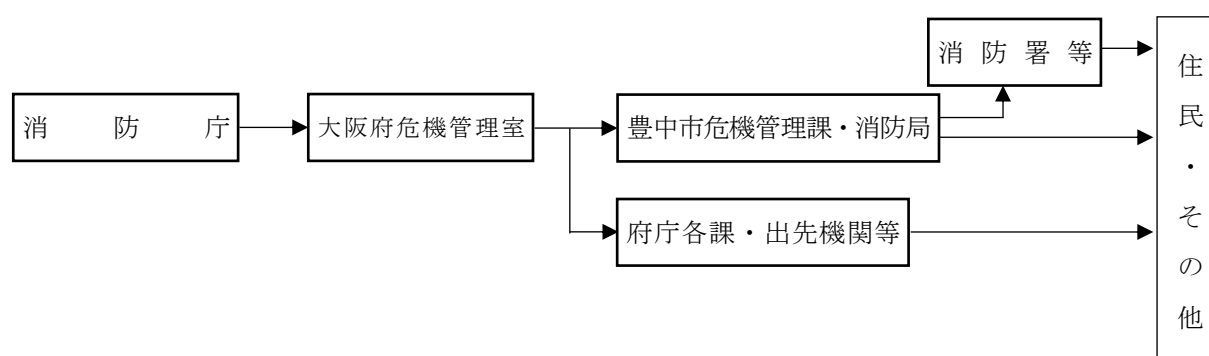 消防署等
消防庁
大阪府危機管理室
豊中市危機管理課・消防局
府庁各課・出先機関等
住民・その他